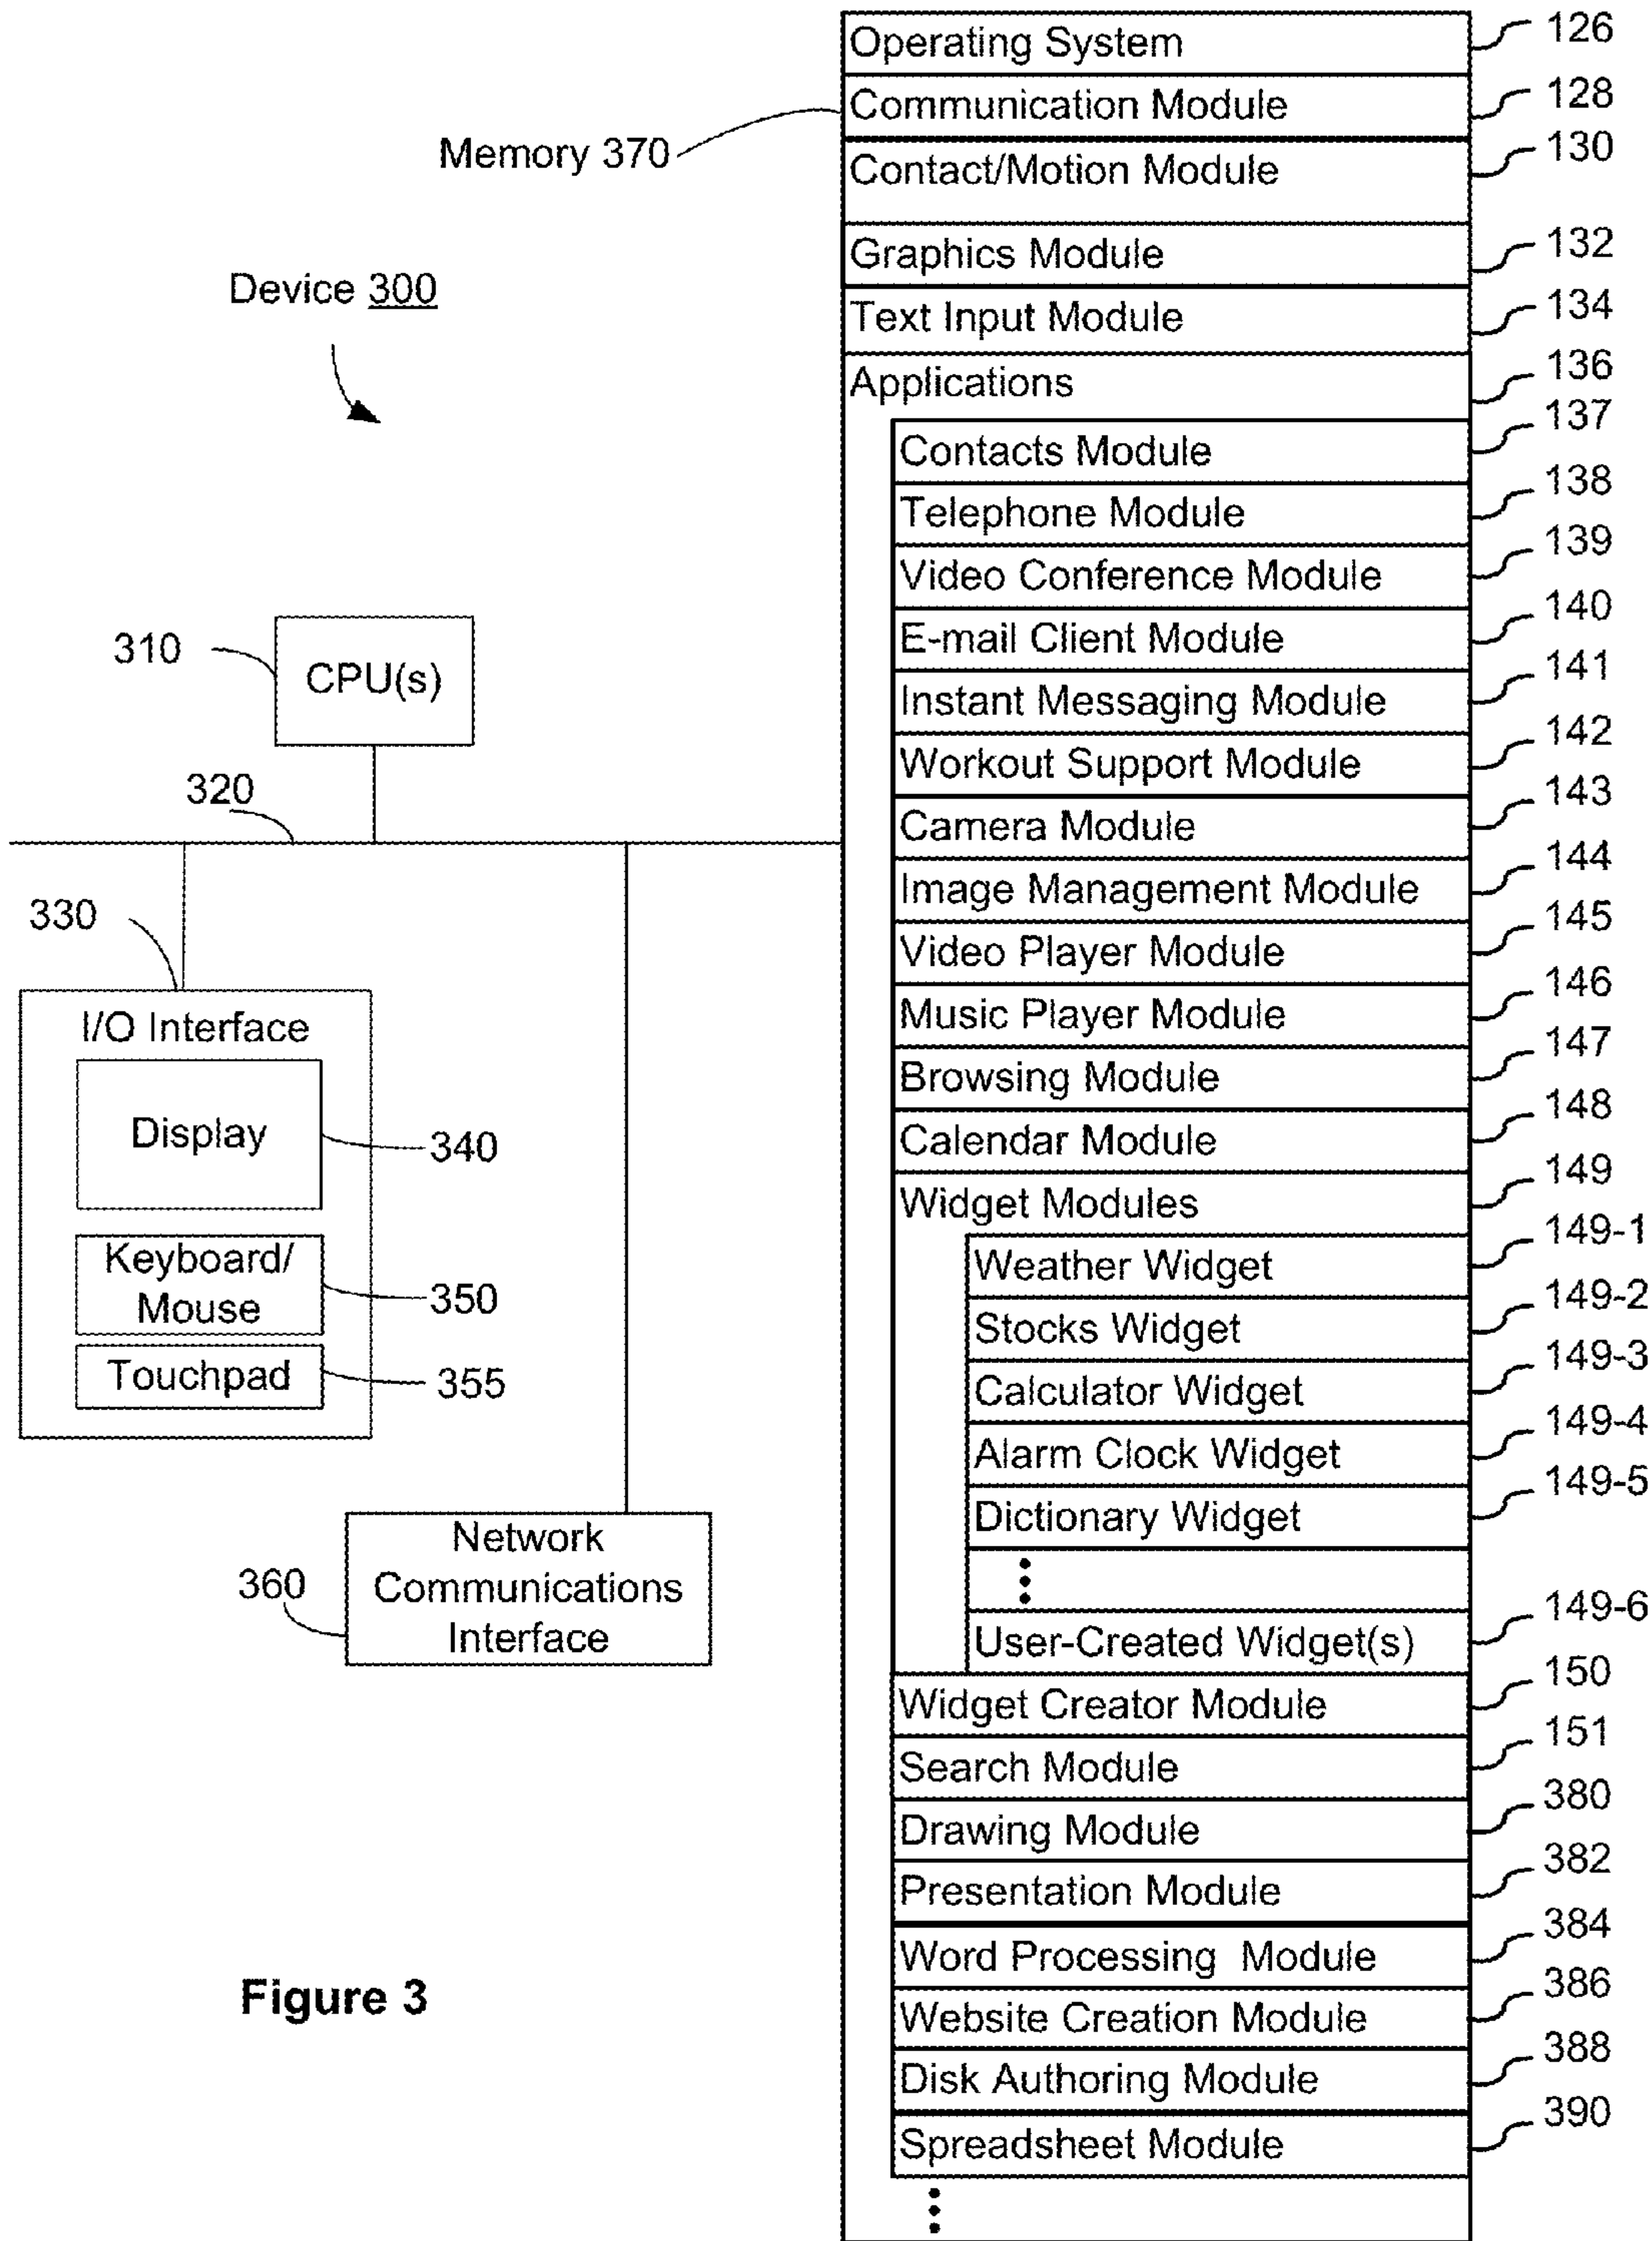 Operating System 126
Communication Module 128
Memory 370
Contact/Motion Module 130
Graphics Module 132
Device 300
Text Input Module 134
Applications 136
Contacts Module 137
Telephone Module 138
Video Conference Module 139
E-mail Client Module 140
Instant Messaging Module 141
Workout Support Module 142
Camera Module 143
Image Management Module 144
Video Player Module 145
Music Player Module 146
Browsing Module 147
Calendar Module 148
Widget Modules 149
Weather Widget 149-1
Stocks Widget 149-2
Calculator Widget 149-3
Alarm Clock Widget 149-4
Dictionary Widget 149-5
User-Created Widget(s) 149-6
Widget Creator Module 150
Search Module 151
Drawing Module 380
Presentation Module 382
Word Processing Module 384
Website Creation Module 386
Disk Authoring Module 388
Spreadsheet Module 390
310
CPU(s)
320
330
I/O Interface
Display
340
Keyboard/
Mouse
350
Touchpad
355
360
Network
Communications
Interface
Figure 3